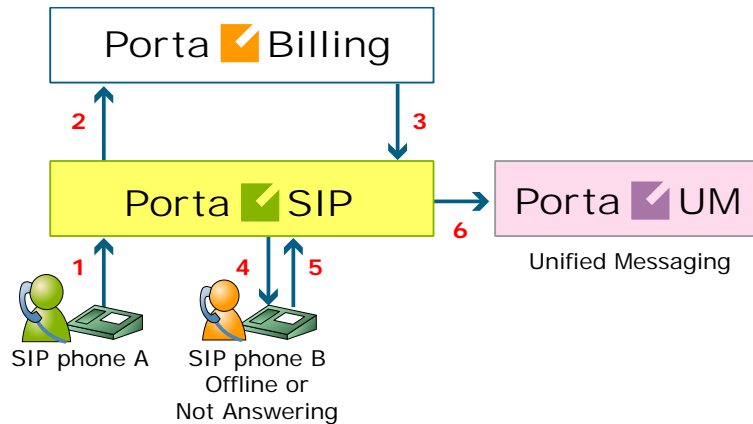 Porta Billing
2
3
Porta SIP
Porta UM
6
Unified Messaging
1
4
5
SIP phone A
SIP phone B
Offline or
Not Answering